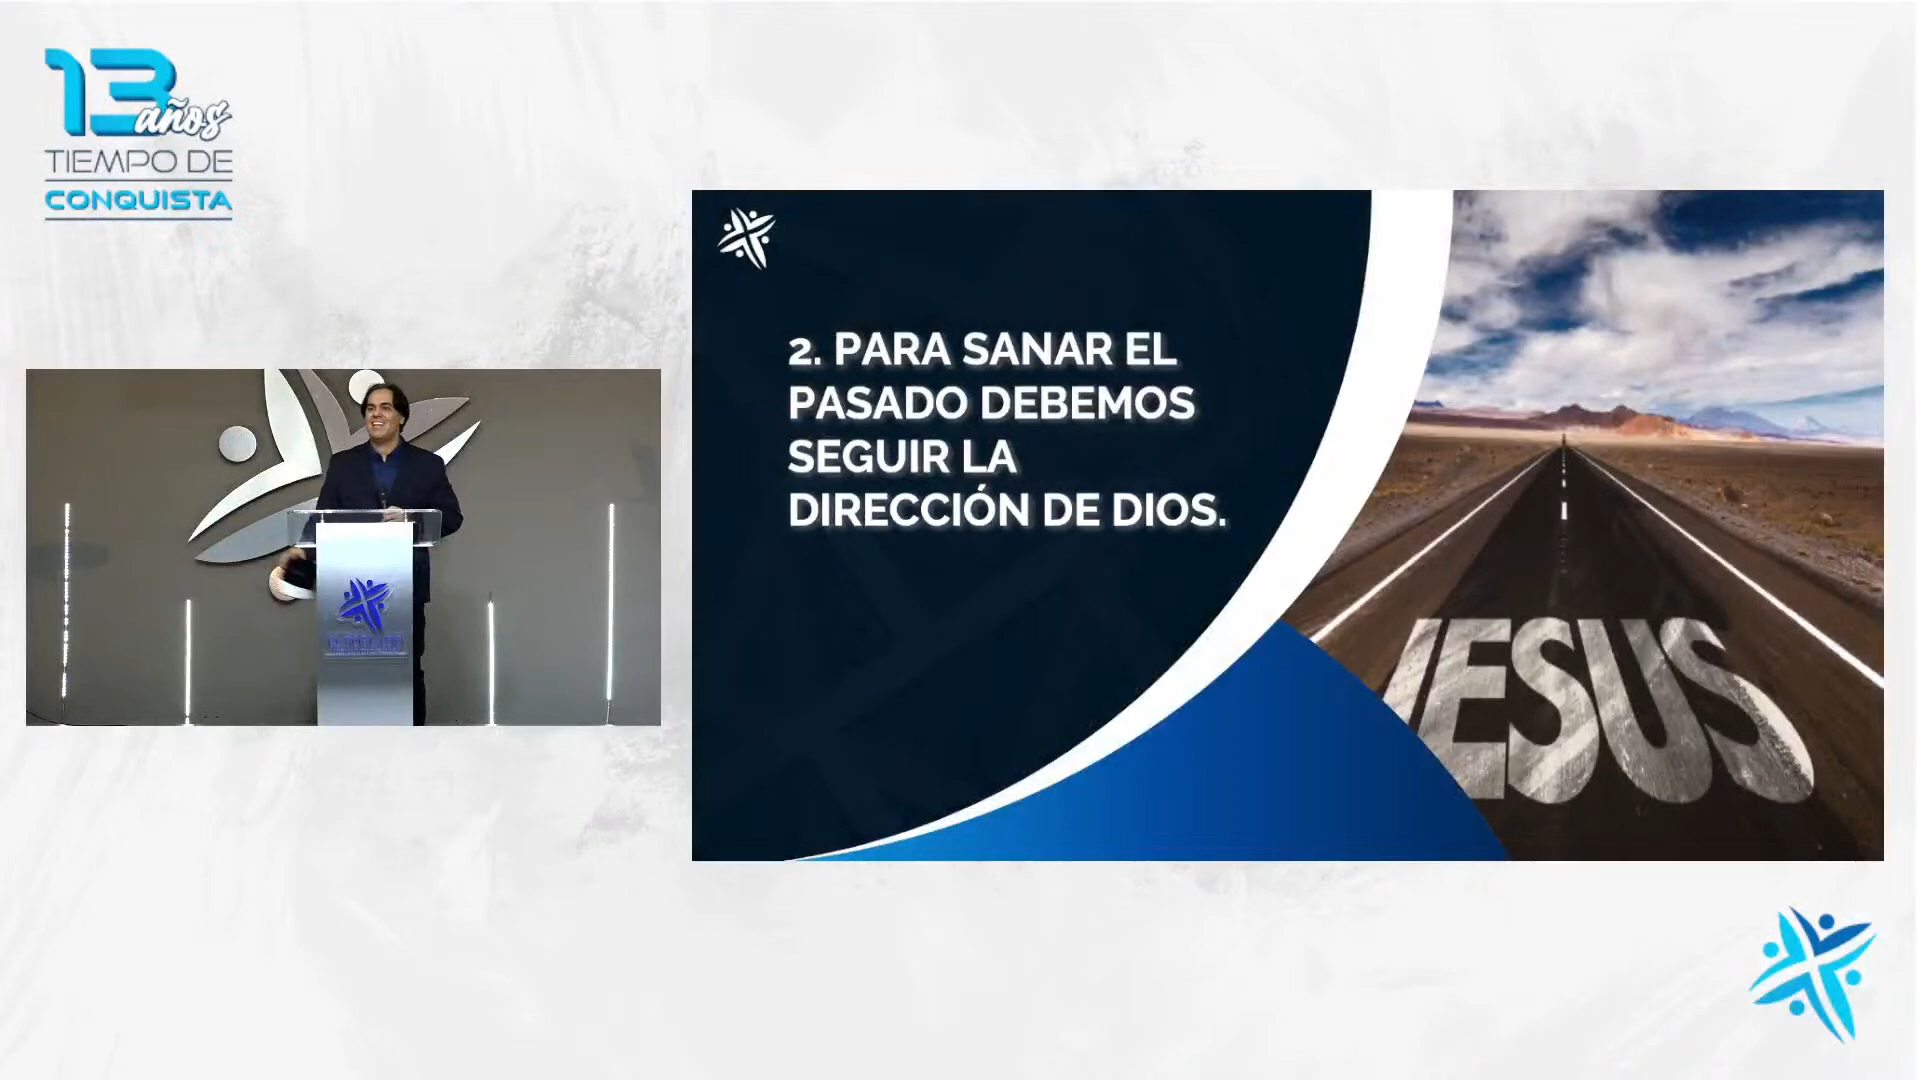 13
años
TIEMPO DE
CONQUISTA
2. PARA SANAR EL
PASADO DEBEMOS
SEGUIR LA
DIRECCIÓN DE DIOS.
JESUS